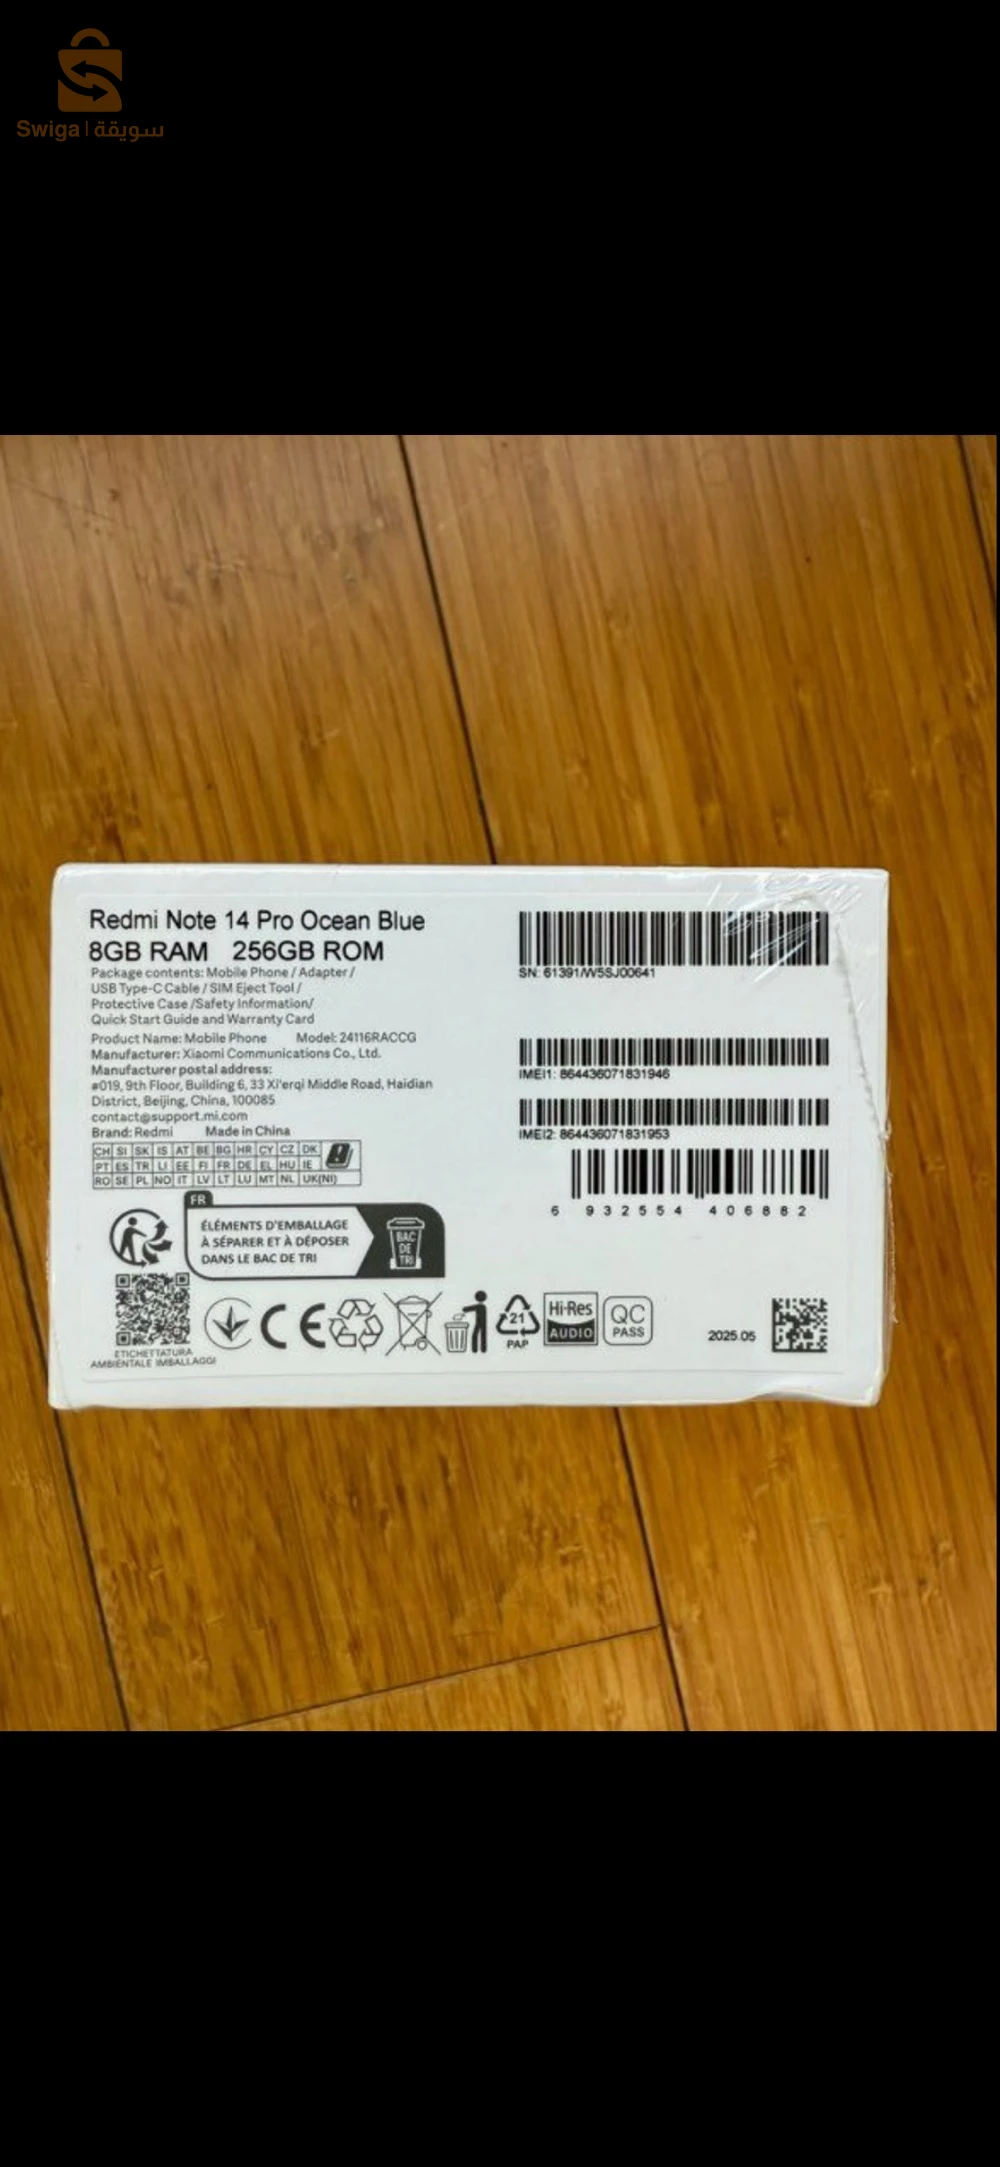 Swiga | سويقة
Redmi Note 14 Pro Ocean Blue
8GB RAM 256GB ROM
Package contents: Mobile Phone / Adapter /
USB Type-C Cable / SIM Eject Tool /
Protective Case /Safety Information/
Quick Start Guide and Warranty Card
Product Name: Mobile Phone Model: 24116RACCG
Manufacturer: Xiaomi Communications Co., Ltd.
Manufacturer postal address:
#019, 9th Floor, Building 6, 33 Xi'erqi Middle Road, Haidian
District, Beijing, China, 100085
contact@support.mi.com
Brand: Redmi Made in China
CH SI SK IS AT BE BG HR CY CZ DK
PT ES TR LI EE FI FR DE EL HU IE
RO SE PL NO IT LV LT LU MT NL UK(NI)
FR
ÉLÉMENTS D'EMBALLAGE
À SÉPARER ET À DÉPOSER
DANS LE BAC DE TRI
BAC
DE
TRI
ETICHETTATURA
AMBIENTALE IMBALLAGGI
CE
21
PAP
Hi-Res
AUDIO
QC
PASS
SN: 61391/W5SJ00641
IMEI1: 864436071831946
IMEI2: 864436071831953
6 932554 406882
2025.05